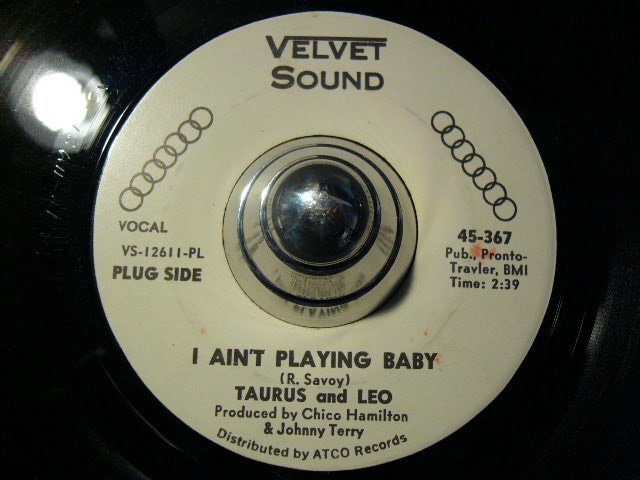 VELVET
SOUND
VOCAL
VS-12611-PL
PLUG SIDE
45-367
Pub., Pronto-
Travler, BMI
Time: 2:39
I AIN'T PLAYING BABY
(R. Savoy)
TAURUS and LEO
Produced by Chico Hamilton
& Johnny Terry
Distributed by ATCO Records